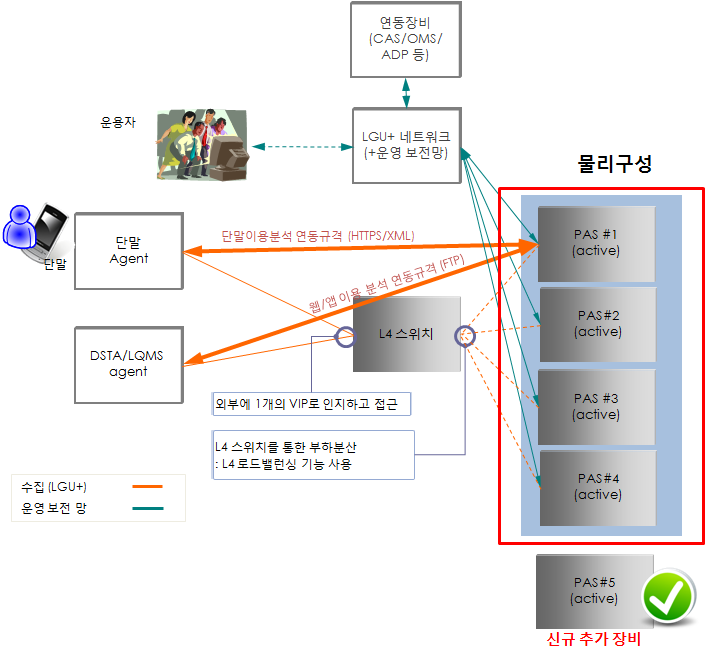 연동장비
(CAS/OMS/
ADP 등)
운용자
LGU+ 네트워크
(+운영 보전망)
물리구성
단말
단말
Agent
단말이용분석 연동규격 (HTTPS/XML)
웹/앱 이용 분석 연동규격 (FTP)
PAS #1
(active)
PAS#2
(active)
L4 스위치
DSTA/LQMS
agent
PAS #3
(active)
외부에 1개의 VIP로 인지하고 접근
L4 스위치를 통한 부하분산
: L4 로드밸런싱 기능 사용
PAS#4
(active)
수집 (LGU+)
운영 보전 망
PAS#5
(active)
신규 추가 장비